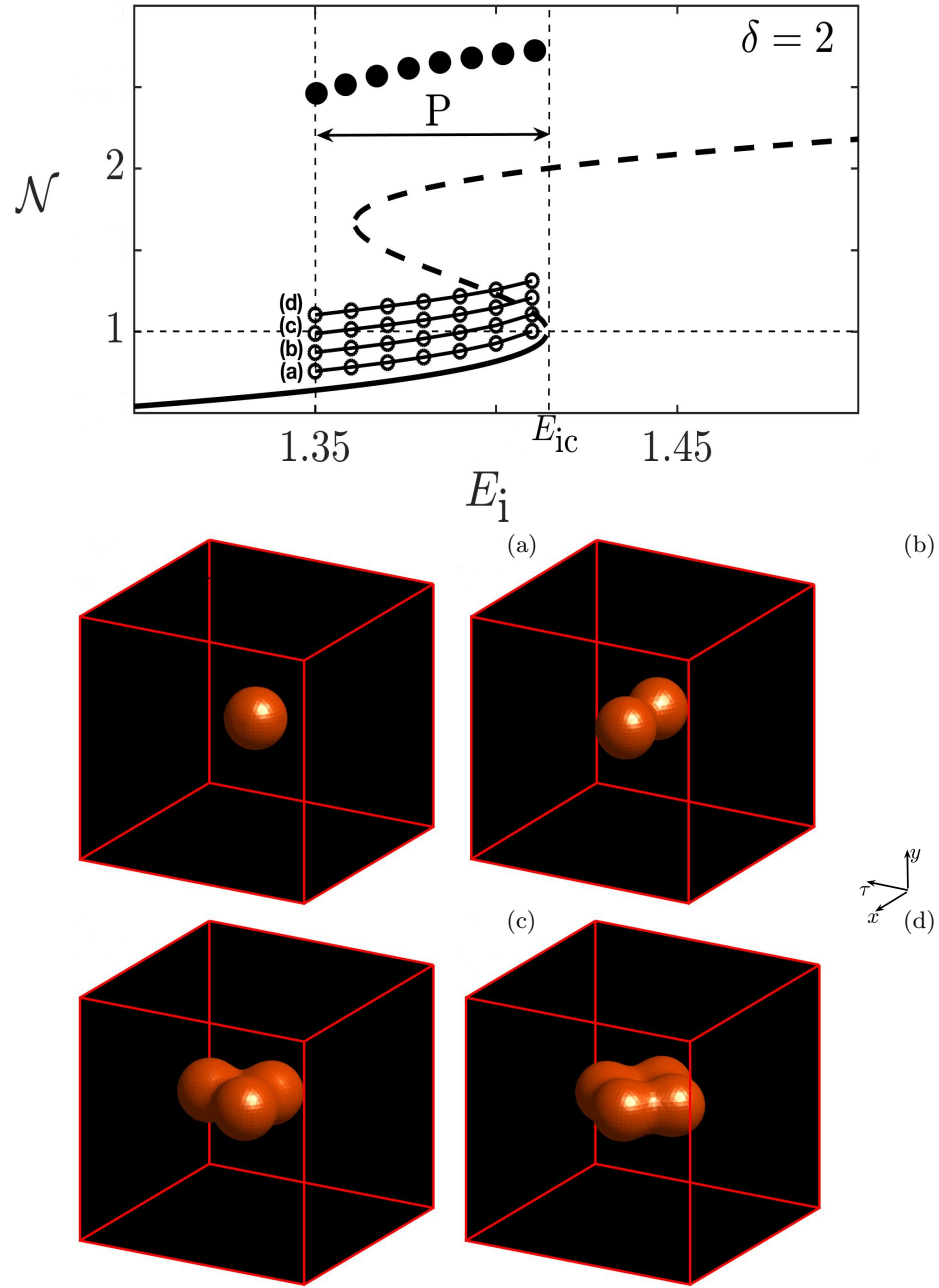 δ = 2
P
2
𝒩
(d)
(c)
1
(b)
(a)
E_ic
1.35
1.45
E_i
(a)
(b)
y
τ
x
(c)
(d)